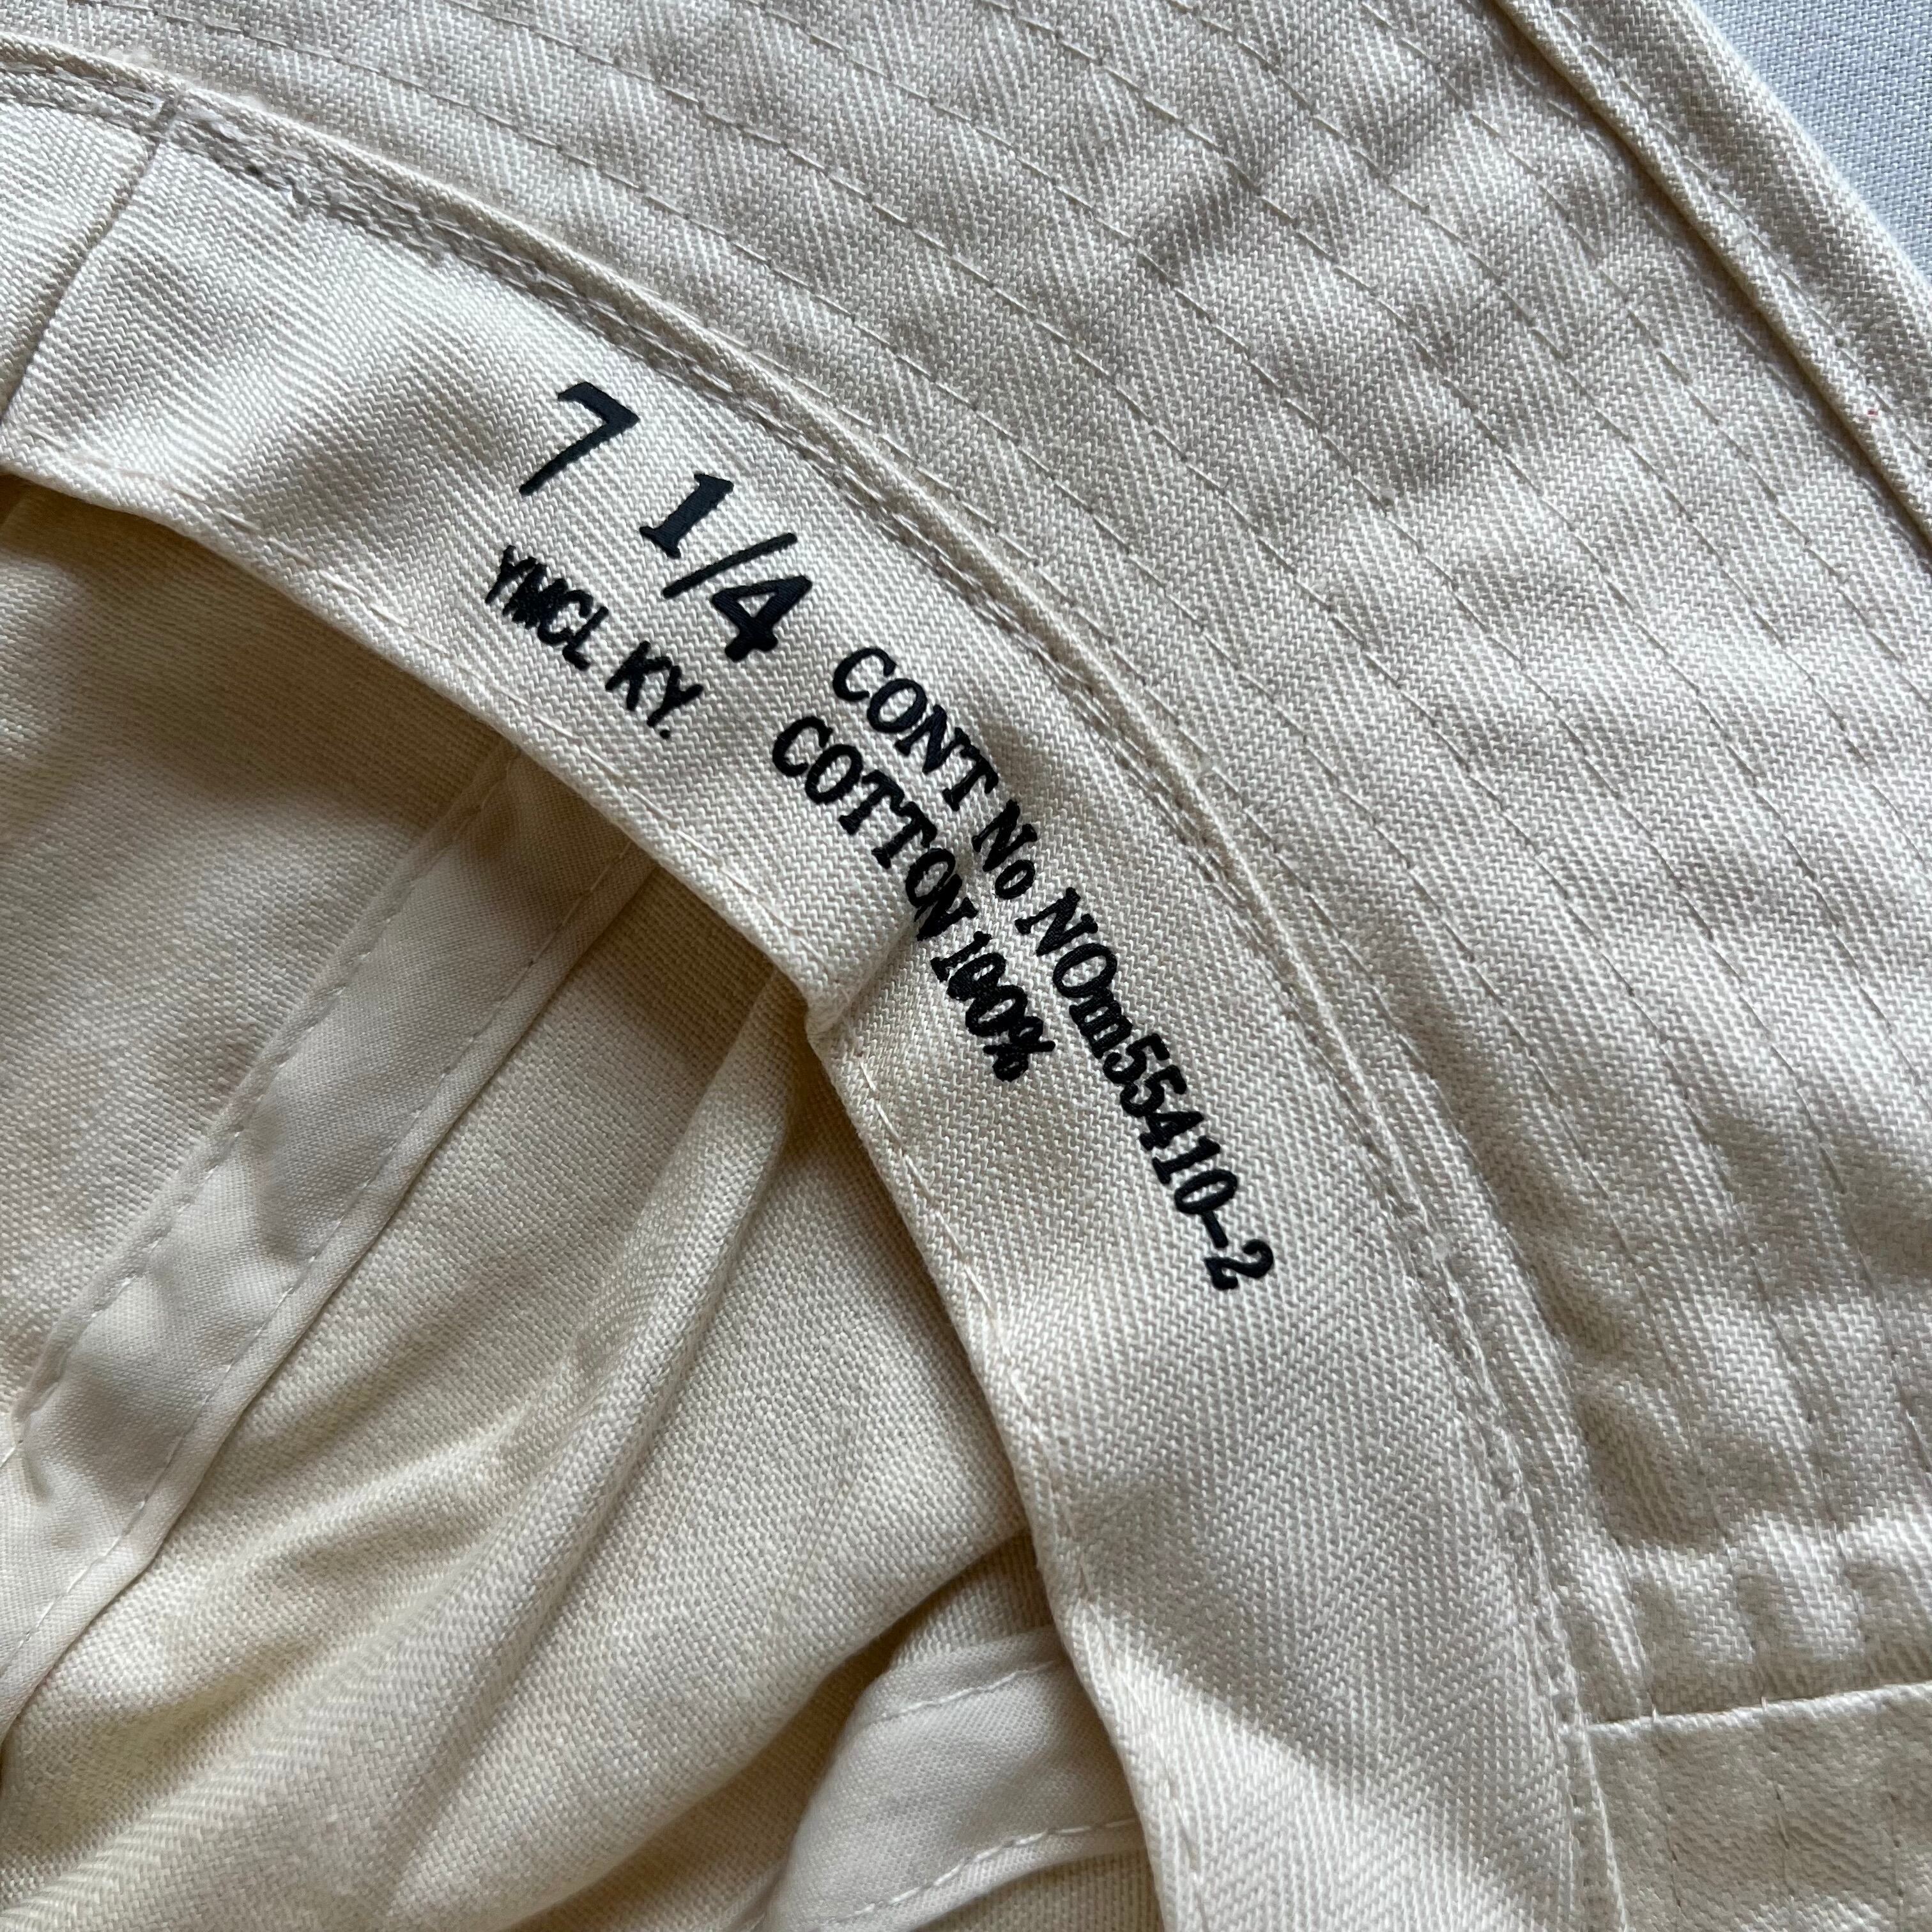 7 1/4
YMCL KY.
CONT No NOm55410-2
COTTON 100%